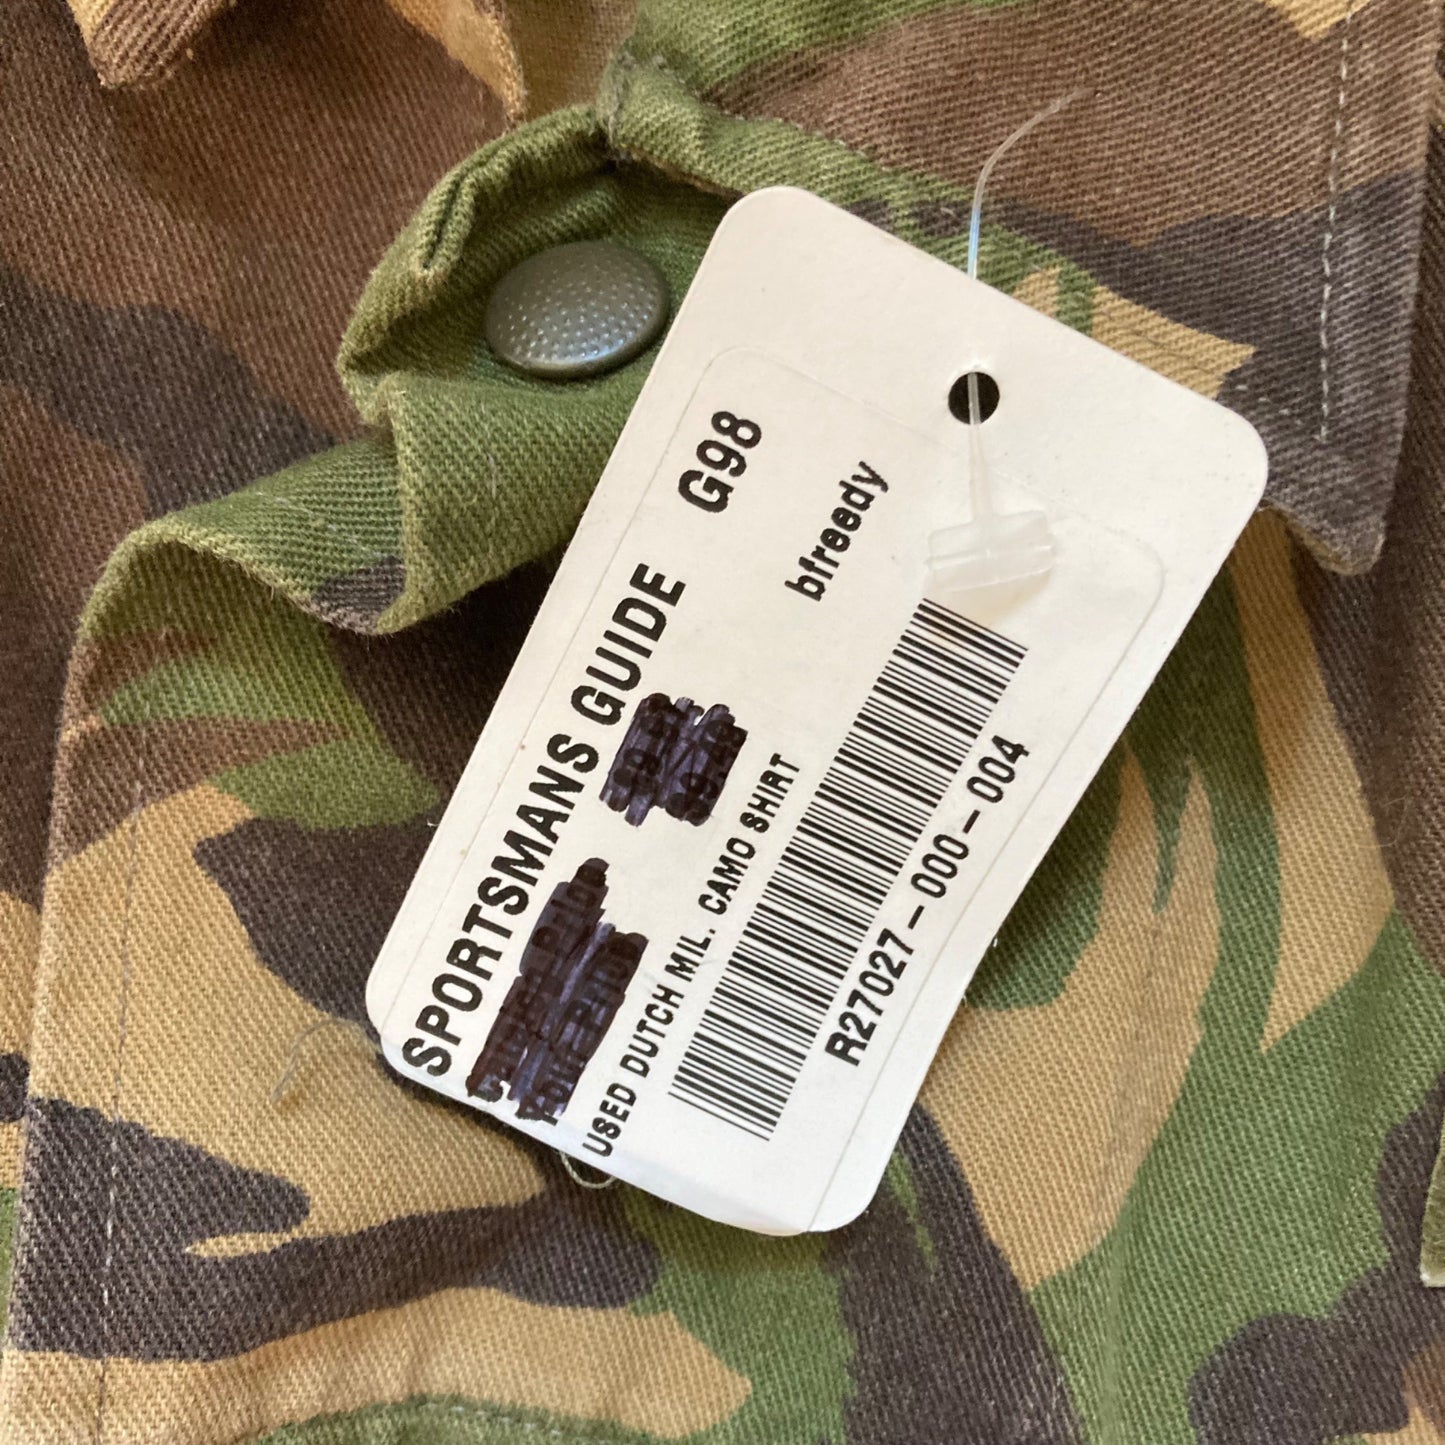 SPORTSMANS GUIDE G98
bfreedy
USED DUTCH MIL. CAMO SHIRT
R27027-000-004